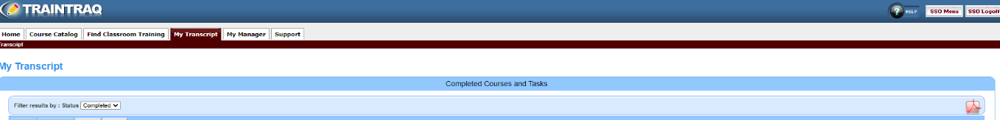 TRAINTRAQ
HELP SSO Menu SSO Logoff
Home Course Catalog Find Classroom Training My Transcript My Manager Support
Transcript
My Transcript
Completed Courses and Tasks
Filter results by : Status Completed